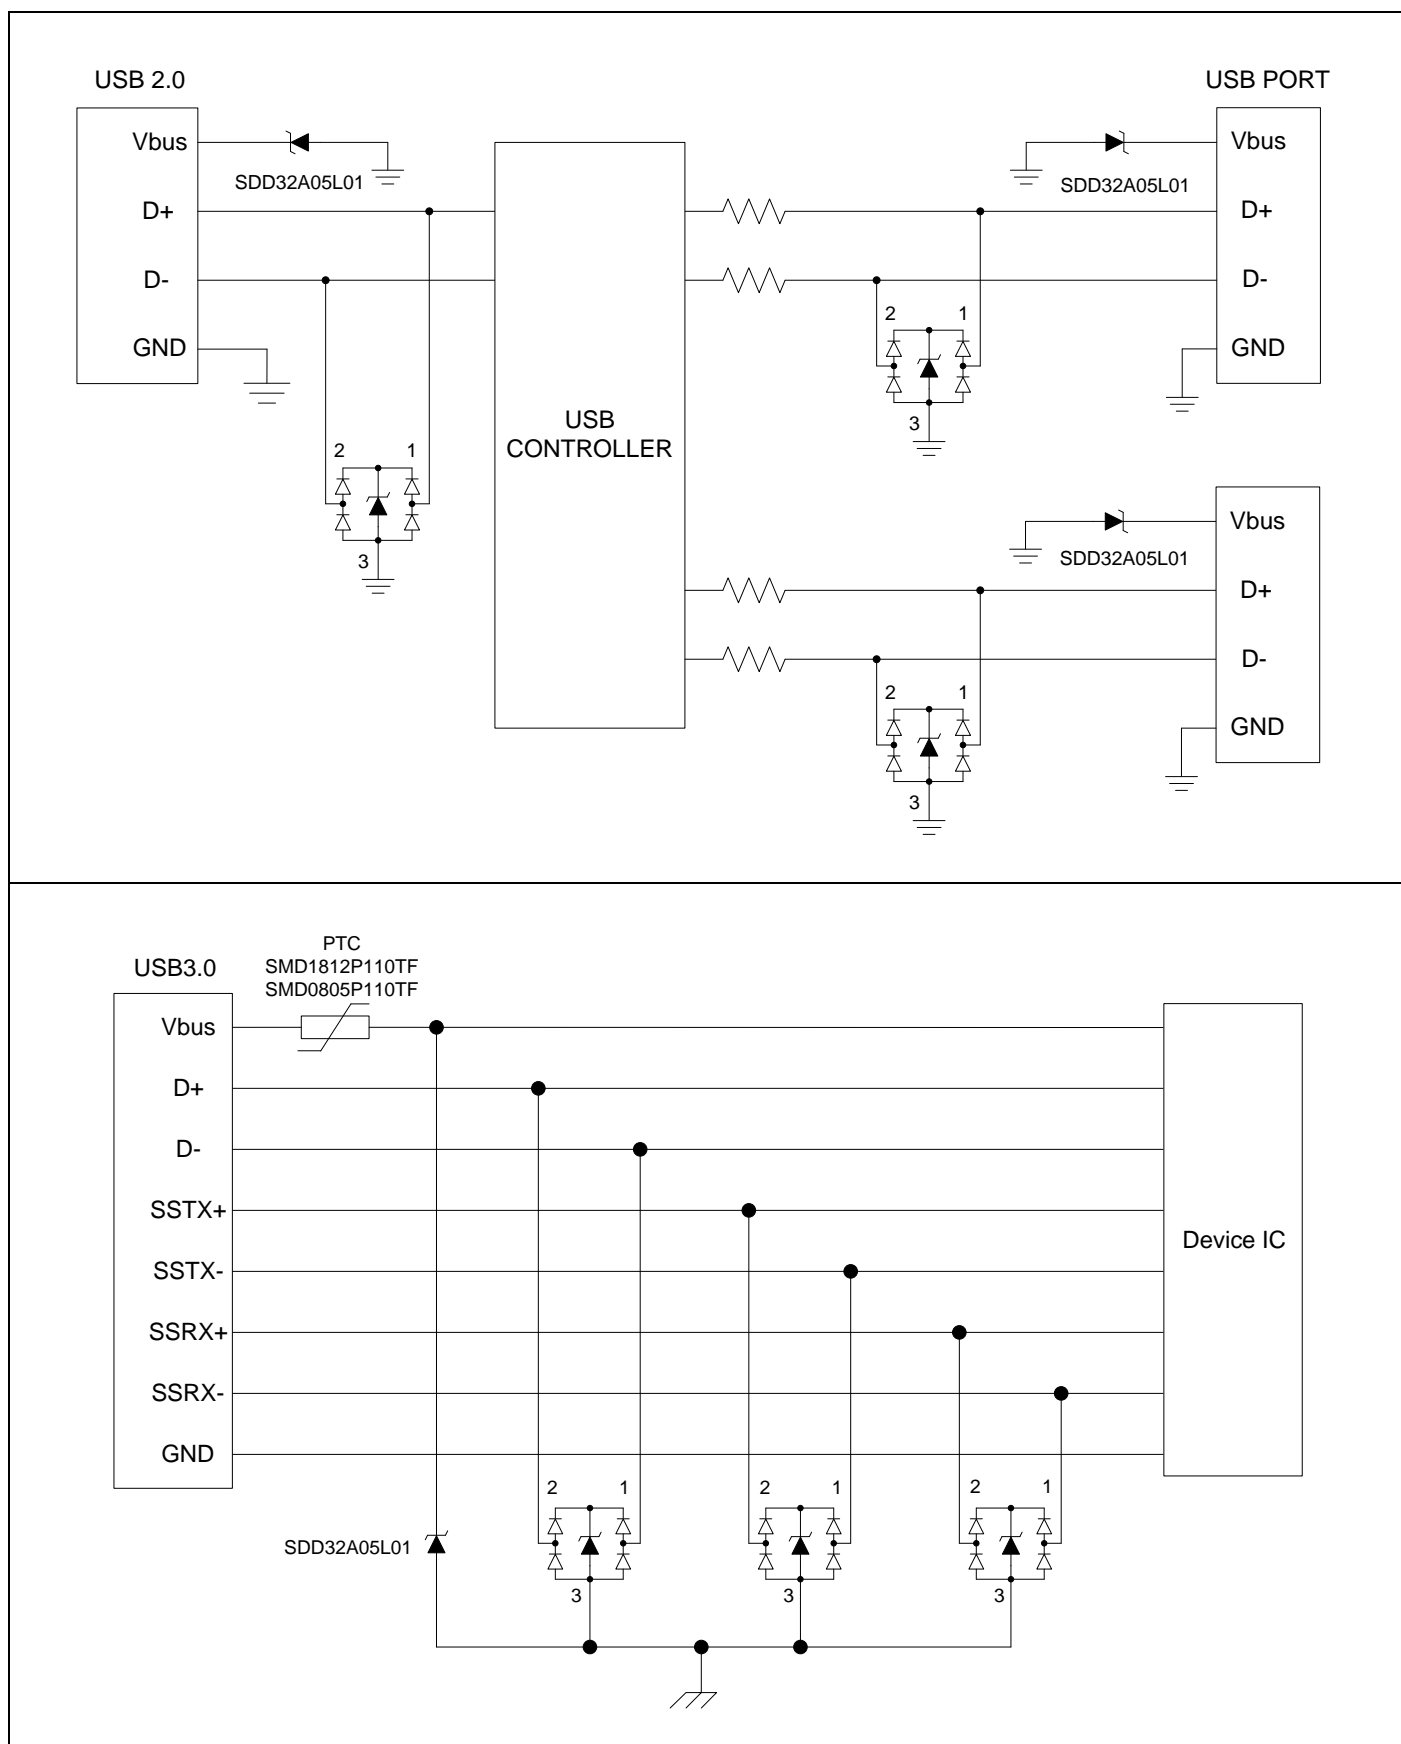 USB 2.0
USB PORT
Vbus
SDD32A05L01
D+
D-
GND
2
1
3
USB
CONTROLLER
Vbus
SDD32A05L01
D+
D-
2
1
GND
3
Vbus
SDD32A05L01
D+
D-
2
1
GND
3
PTC
SMD1812P110TF
SMD0805P110TF
USB3.0
Vbus
D+
D-
SSTX+
SSTX-
SSRX+
SSRX-
GND
Device IC
2
1
2
1
2
1
SDD32A05L01
3
3
3